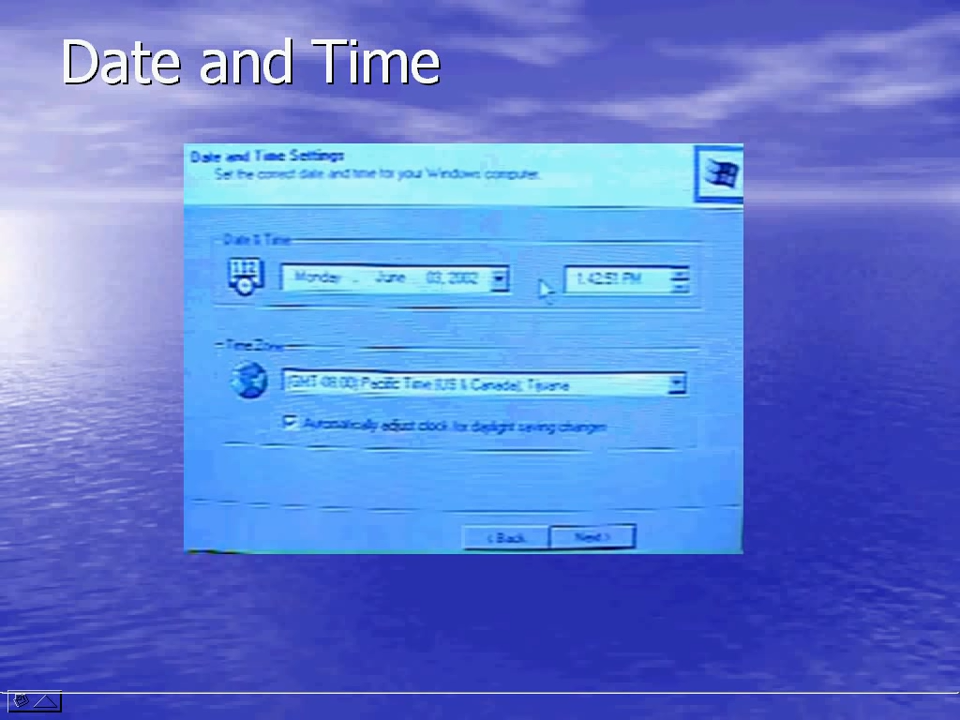 Date and Time
Date and Time Settings
Set the correct date and time for your Windows computer.
Date & Time
Monday , June 03, 2002
1:42:51 PM
Time Zone
(GMT-08:00) Pacific Time (US & Canada); Tijuana
Automatically adjust clock for daylight saving changes
< Back
Next >